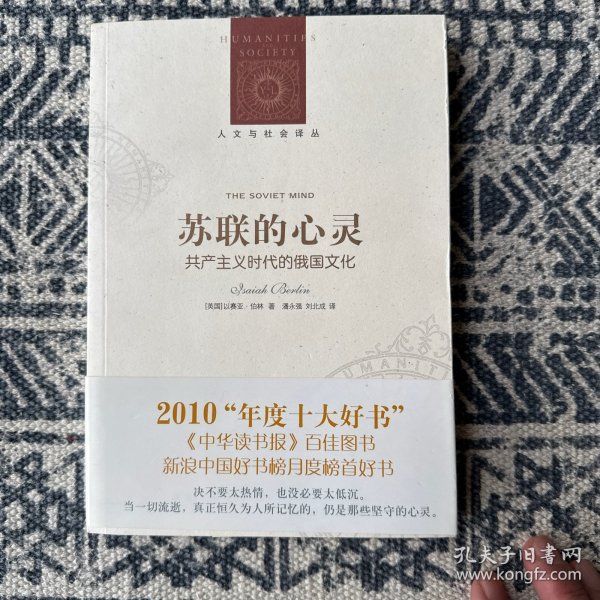 HUMANITIES
SOCIETY
人文与社会译丛
THE SOVIET MIND
苏联的心灵
共产主义时代的俄国文化
Isaiah Berlin
[英国]以赛亚·伯林 著 潘永强 刘北成 译
HUMANITIES
2010“年度十大好书”
《中华读书报》百佳图书
新浪中国好书榜月度榜首好书
决不要太热情，也没必要太低沉。
当一切流逝，真正恒久为人所记忆的，仍是那些坚守的心灵。
孔夫子旧书网
www.kongfz.com